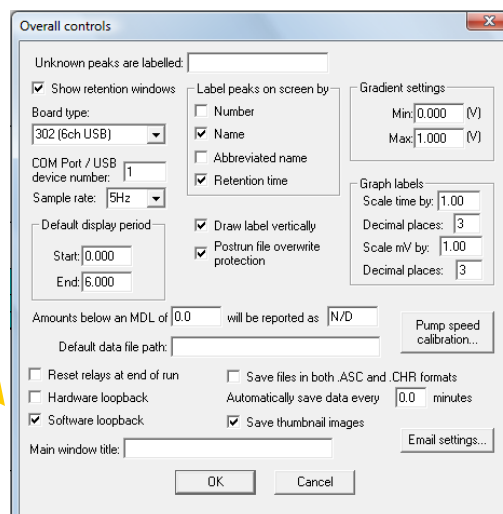 Overall controls
Unknown peaks are labelled:
Show retention windows
Board type:
302 (6ch USB)
COM Port / USB
device number: 1
Sample rate: 5Hz
Default display period
Start: 0.000
End: 6.000
Label peaks on screen by
Number
Name
Abbreviated name
Retention time
Draw label vertically
Postrun file overwrite
protection
Gradient settings
Min: 0.000 (V)
Max: 1.000 (V)
Graph labels
Scale time by: 1.00
Decimal places: 3
Scale mV by: 1.00
Decimal places: 3
Amounts below an MDL of 0.0 will be reported as N/D
Pump speed
calibration...
Default data file path:
Reset relays at end of run
Save files in both .ASC and .CHR formats
Hardware loopback
Automatically save data every 0.0 minutes
Software loopback
Save thumbnail images
Email settings...
Main window title:
OK Cancel